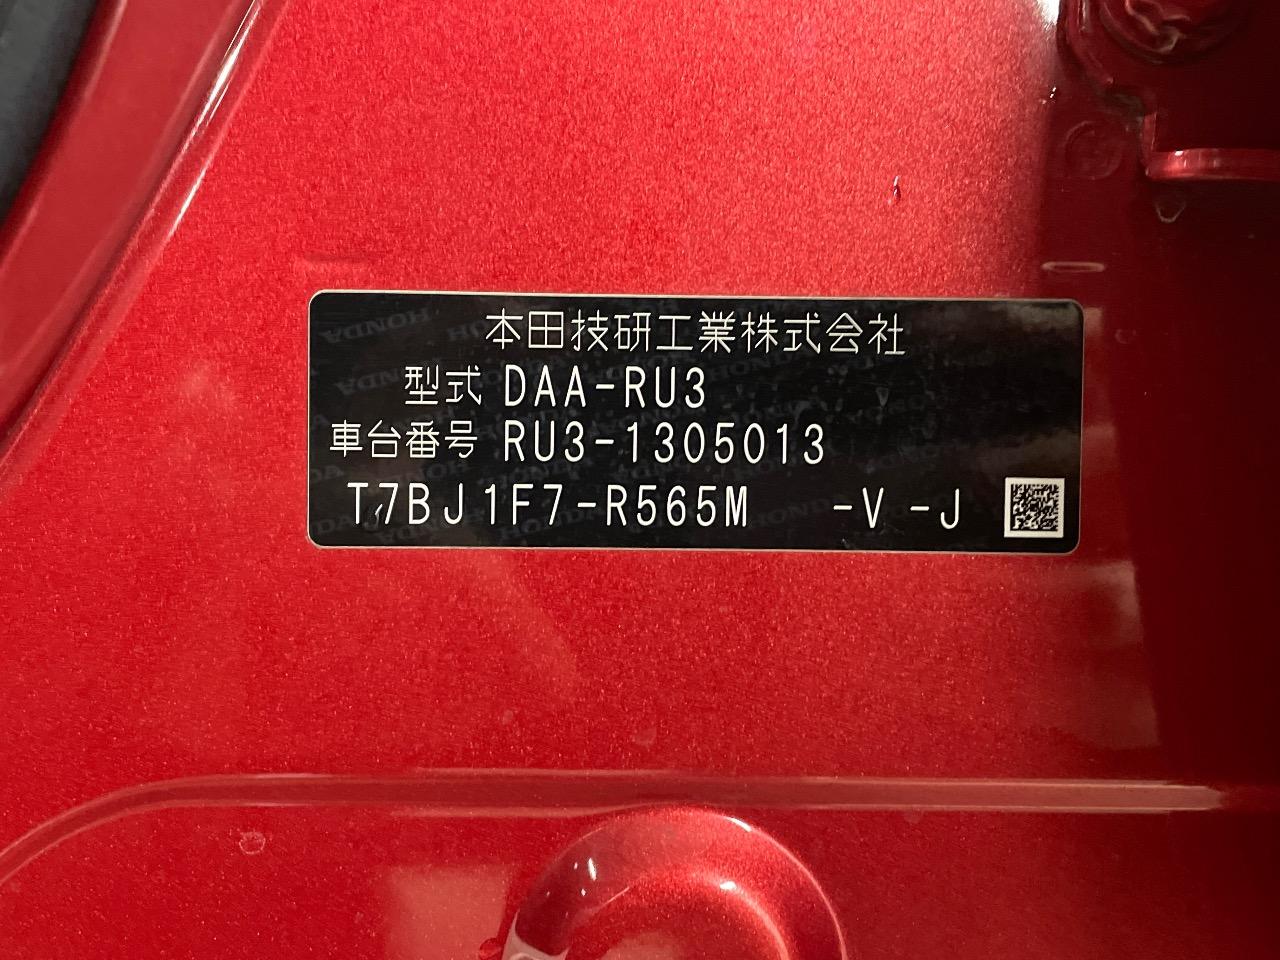 本田技研工業株式会社
型式 DAA-RU3
車台番号 RU3-1305013
T7BJ1F7-R565M -V -J